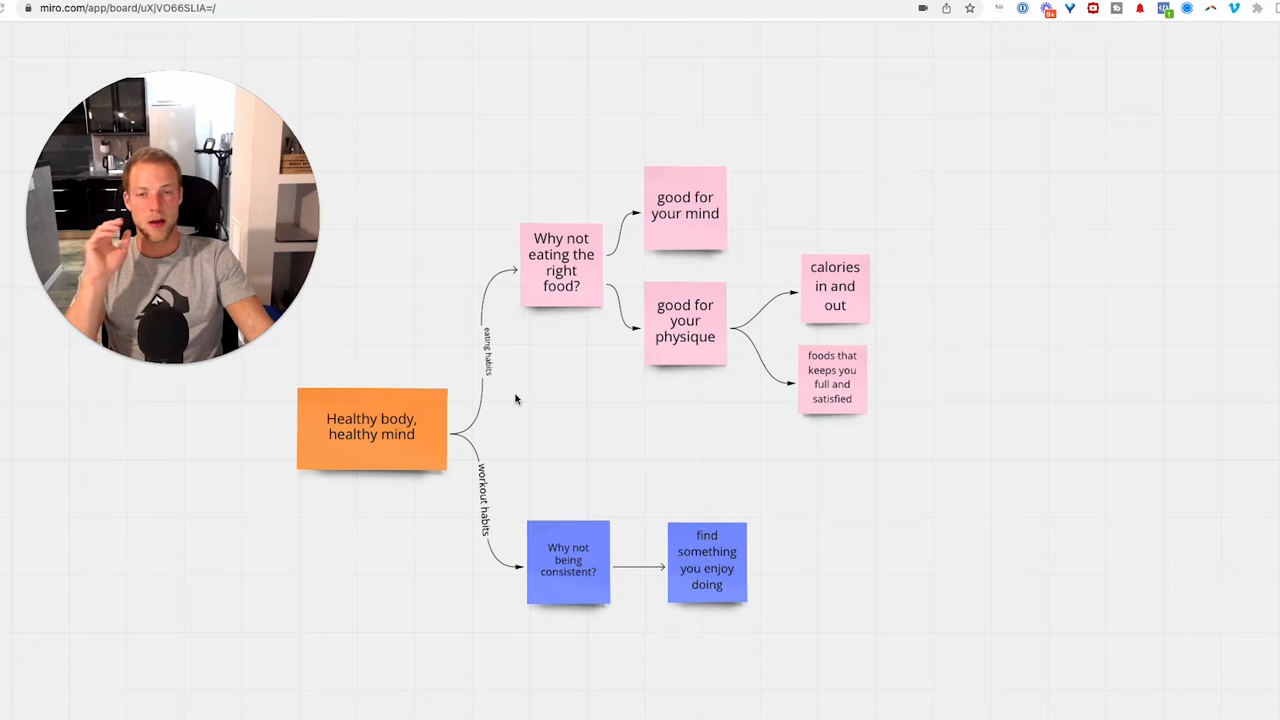 miro.com/app/board/uXjVO66SLIA=/
9+
1
good for
your mind
Why not
eating the
right
food?
calories
in and
out
good for
your
physique
foods that
keeps you
full and
satisfied
eating habits
Healthy body,
healthy mind
workout habits
Why not
being
consistent?
find
something
you enjoy
doing